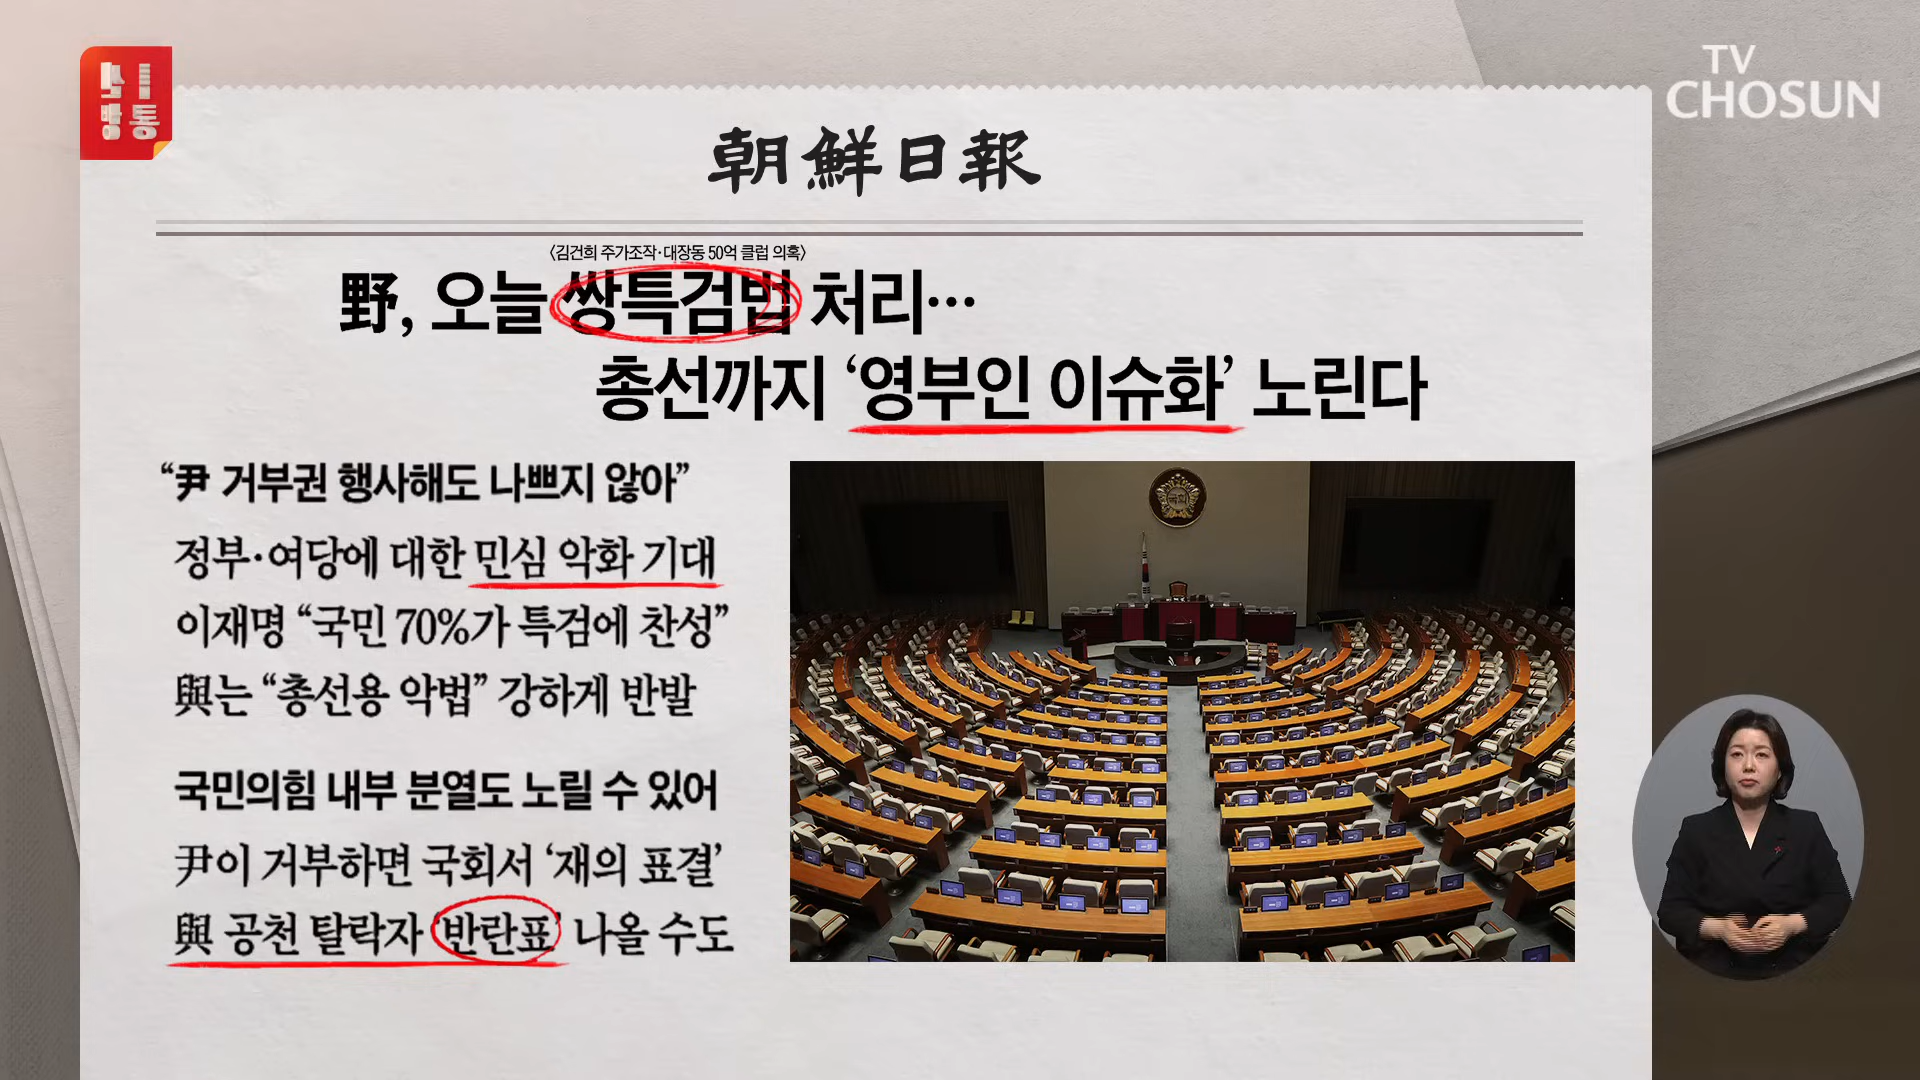 신통방통
TV
CHOSUN
朝鮮日報
〈김건희 주가조작·대장동 50억 클럽 의혹〉
野, 오늘 쌍특검법 처리…
총선까지 ‘영부인 이슈화’ 노린다
“尹 거부권 행사해도 나쁘지 않아”
정부·여당에 대한 민심 악화 기대
이재명 “국민 70%가 특검에 찬성”
與는 “총선용 악법” 강하게 반발
국민의힘 내부 분열도 노릴 수 있어
尹이 거부하면 국회서 ‘재의 표결’
與 공천 탈락자 ‘반란표’ 나올 수도